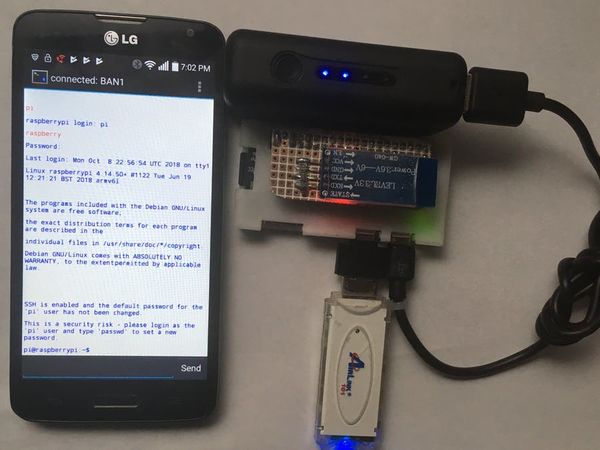 LG
7:02 PM
connected: BAN1
pi
raspberrypi login: pi
raspberry
Password:
Last login: Mon Oct 8 22:56:54 UTC 2018 on tty1
Linux raspberrypi 4.14.50+ #1122 Tue Jun 19
12:21:21 BST 2018 armv6l
The programs included with the Debian GNU/Linux
system are free software;
the exact distribution terms for each program
are described in the
individual files in /usr/share/doc/*/copyright.
Debian GNU/Linux comes with ABSOLUTELY NO
WARRANTY, to the extentpermitted by applicable
law.
SSH is enabled and the default password for the
'pi' user has not been changed.
This is a security risk - please login as the
'pi' user and type 'passwd' to set a new
password.
pi@raspberrypi:~$
Send
STATE
RXD
TXD
GND
VCC
EN
LEVEL:3.3V
Power:3.6V--6V
GW-040
AirLink
101